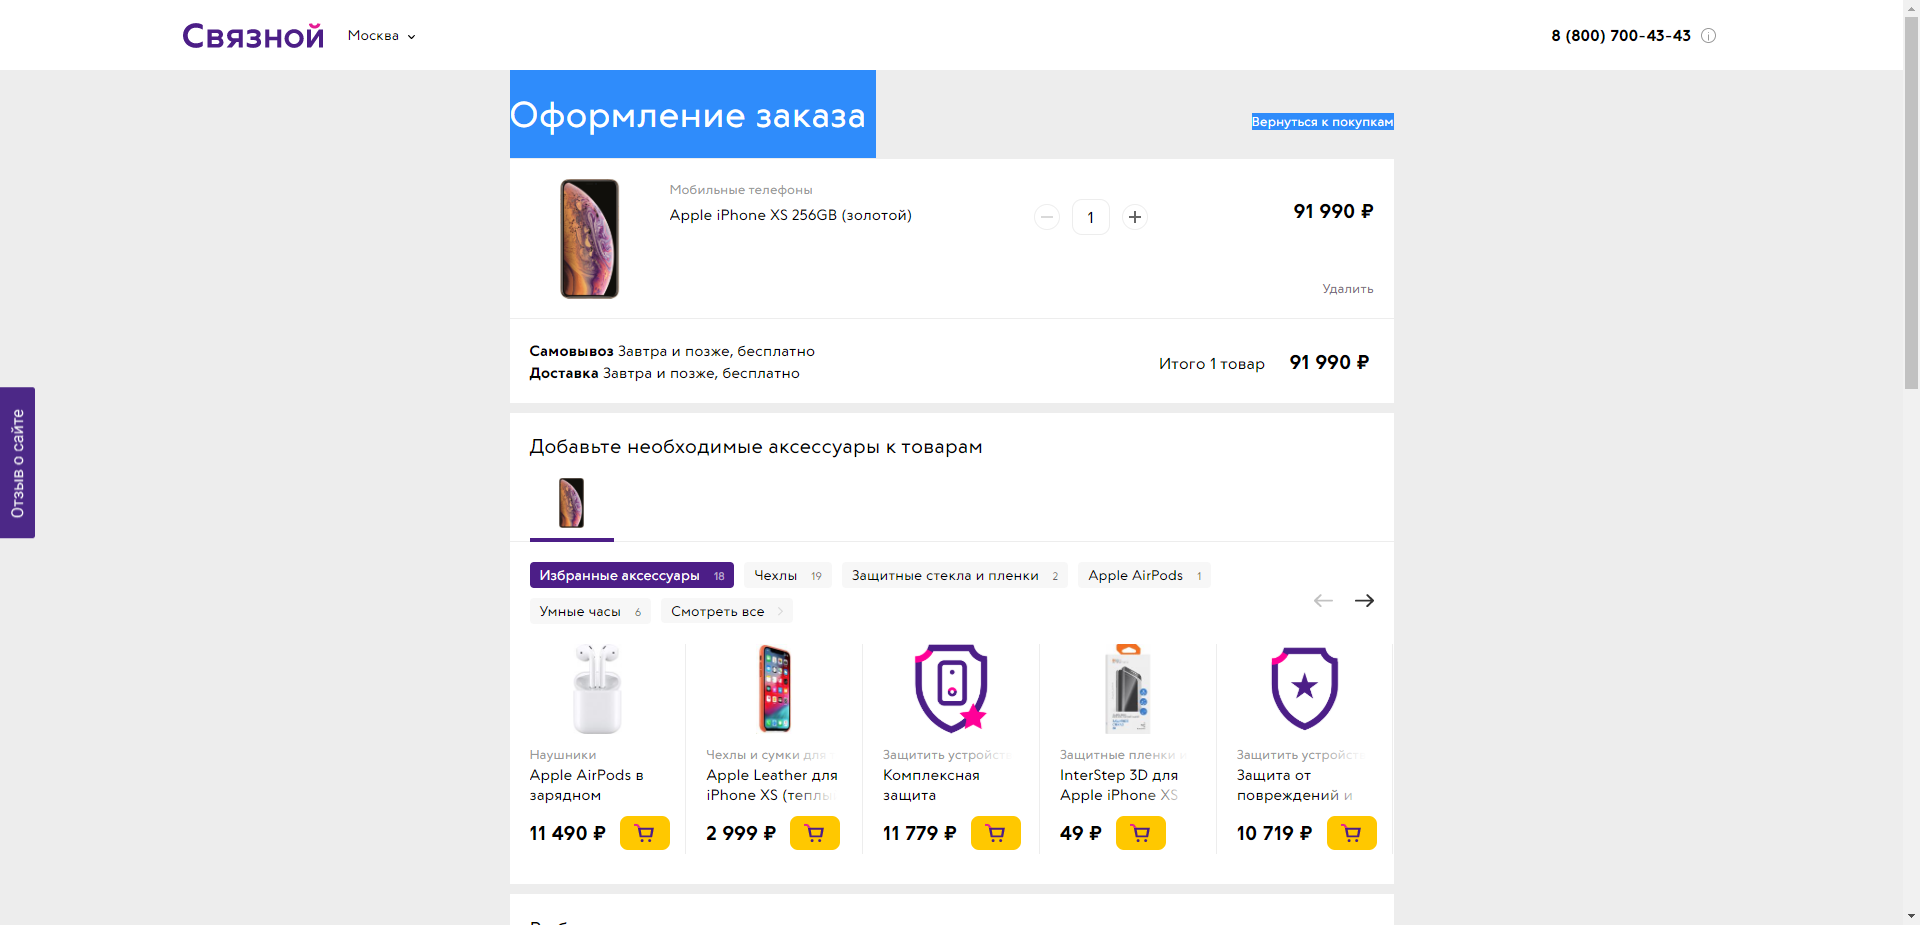 Связной
Москва
8 (800) 700-43-43
Оформление заказа
Вернуться к покупкам
Мобильные телефоны
Apple iPhone XS 256GB (золотой)
1
91 990 ₽
Удалить
Самовывоз Завтра и позже, бесплатно
Доставка Завтра и позже, бесплатно
Итого 1 товар 91 990 ₽
Отзыв о сайте
Добавьте необходимые аксессуары к товарам
Избранные аксессуары 18
Чехлы 19
Защитные стекла и пленки 2
Apple AirPods 1
Умные часы 6
Смотреть все
Наушники
Apple AirPods в
зарядном
11 490 ₽
Чехлы и сумки для
Apple Leather для
iPhone XS (теплы
2 999 ₽
Защитить устройст
Комплексная
защита
11 779 ₽
Защитные пленки и
InterStep 3D для
Apple iPhone XS
49 ₽
Защитить устройст
Защита от
повреждений и
10 719 ₽